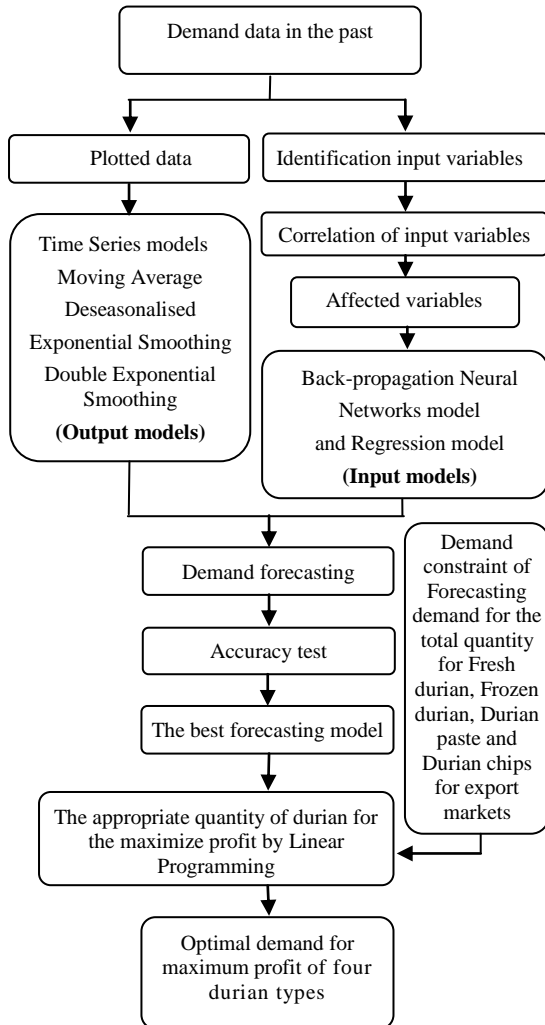 Demand data in the past
Plotted data
Identification input variables
Time Series models
Moving Average
Deseasonalised
Exponential Smoothing
Double Exponential
Smoothing
(Output models)
Correlation of input variables
Affected variables
Back-propagation Neural
Networks model
and Regression model
(Input models)
Demand forecasting
Accuracy test
The best forecasting model
Demand
constraint of
Forecasting
demand for the
total quantity
for Fresh
durian, Frozen
durian, Durian
paste and
Durian chips
for export
markets
The appropriate quantity of durian for
the maximize profit by Linear
Programming
Optimal demand for
maximum profit of four
durian types